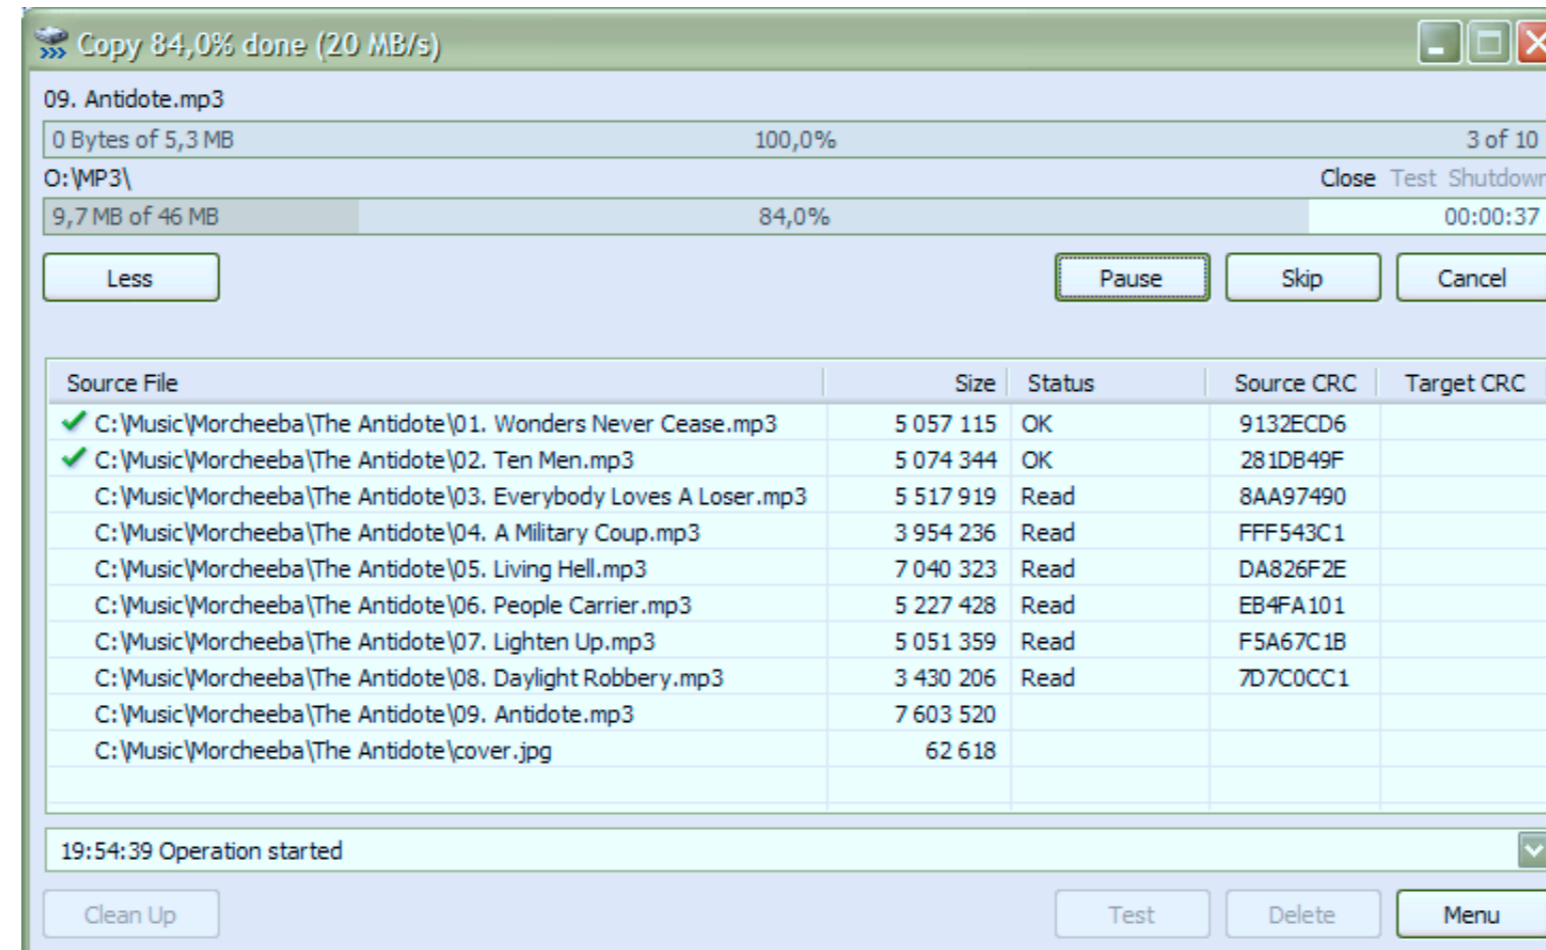 Copy 84,0% done (20 MB/s)
09. Antidote.mp3
0 Bytes of 5,3 MB 100,0% 3 of 10
O:\MP3\ Close Test Shutdown
9,7 MB of 46 MB 84,0% 00:00:37
Less Pause Skip Cancel
Source File Size Status Source CRC Target CRC
C:\Music\Morcheeba\The Antidote\01. Wonders Never Cease.mp3 5 057 115 OK 9132ECD6
C:\Music\Morcheeba\The Antidote\02. Ten Men.mp3 5 074 344 OK 281DB49F
C:\Music\Morcheeba\The Antidote\03. Everybody Loves A Loser.mp3 5 517 919 Read 8AA97490
C:\Music\Morcheeba\The Antidote\04. A Military Coup.mp3 3 954 236 Read FFF543C1
C:\Music\Morcheeba\The Antidote\05. Living Hell.mp3 7 040 323 Read DA826F2E
C:\Music\Morcheeba\The Antidote\06. People Carrier.mp3 5 227 428 Read EB4FA101
C:\Music\Morcheeba\The Antidote\07. Lighten Up.mp3 5 051 359 Read F5A67C1B
C:\Music\Morcheeba\The Antidote\08. Daylight Robbery.mp3 3 430 206 Read 7D7C0CC1
C:\Music\Morcheeba\The Antidote\09. Antidote.mp3 7 603 520
C:\Music\Morcheeba\The Antidote\cover.jpg 62 618
19:54:39 Operation started
Clean Up Test Delete Menu